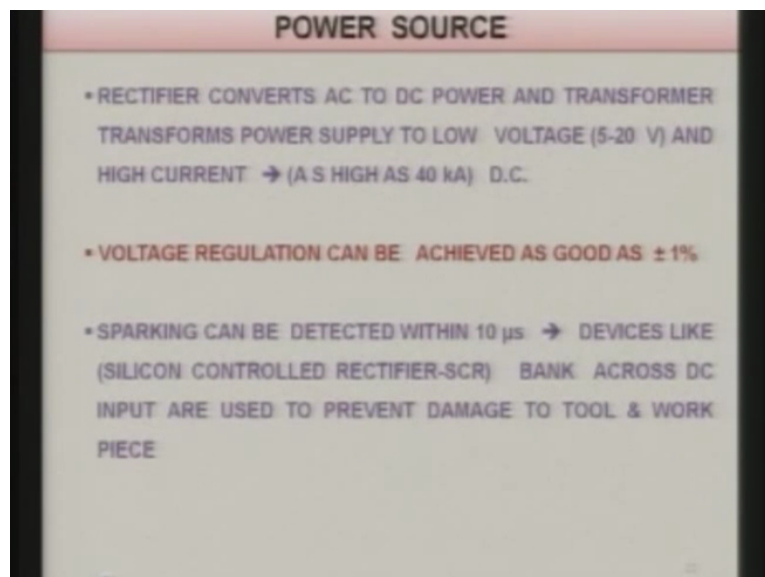 POWER SOURCE
• RECTIFIER CONVERTS AC TO DC POWER AND TRANSFORMER
TRANSFORMS POWER SUPPLY TO LOW VOLTAGE (5-20 V) AND
HIGH CURRENT → (A S HIGH AS 40 kA) D.C.
• VOLTAGE REGULATION CAN BE ACHIEVED AS GOOD AS ± 1%
• SPARKING CAN BE DETECTED WITHIN 10 µs → DEVICES LIKE
(SILICON CONTROLLED RECTIFIER-SCR) BANK ACROSS DC
INPUT ARE USED TO PREVENT DAMAGE TO TOOL & WORK
PIECE